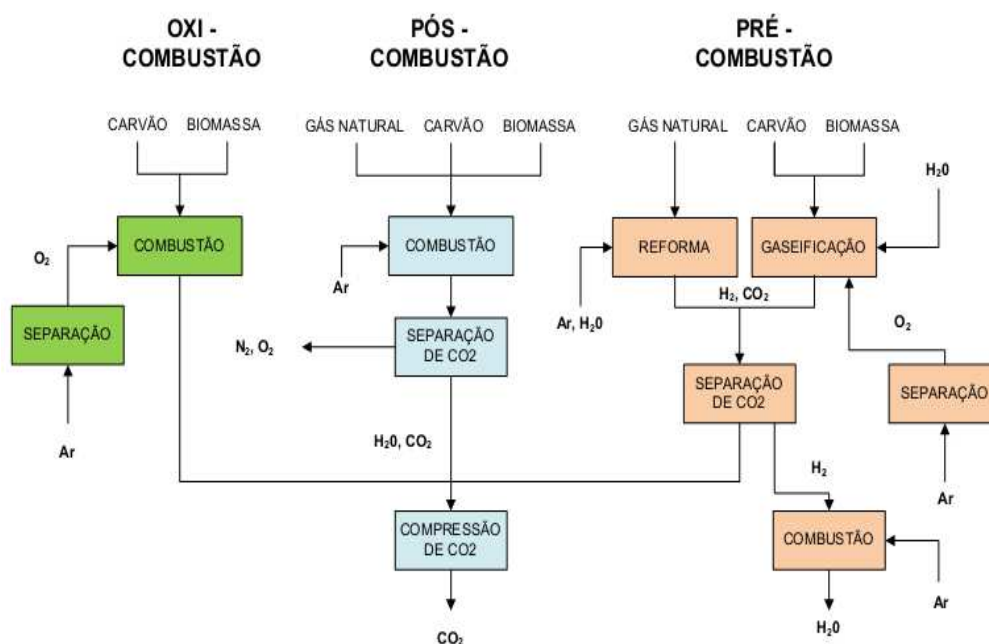 OXI -
COMBUSTÃO
PÓS -
COMBUSTÃO
PRÉ -
COMBUSTÃO
CARVÃO
BIOMASSA
GÁS NATURAL
CARVÃO
BIOMASSA
GÁS NATURAL
CARVÃO
BIOMASSA
H₂0
COMBUSTÃO
COMBUSTÃO
REFORMA
GASEIFICAÇÃO
O₂
Ar
H₂, CO₂
Ar, H₂0
O₂
SEPARAÇÃO
N₂, O₂
SEPARAÇÃO
DE CO2
SEPARAÇÃO
DE CO2
SEPARAÇÃO
Ar
H₂0, CO₂
H₂
Ar
COMPRESSÃO
DE CO2
COMBUSTÃO
Ar
CO₂
H₂0